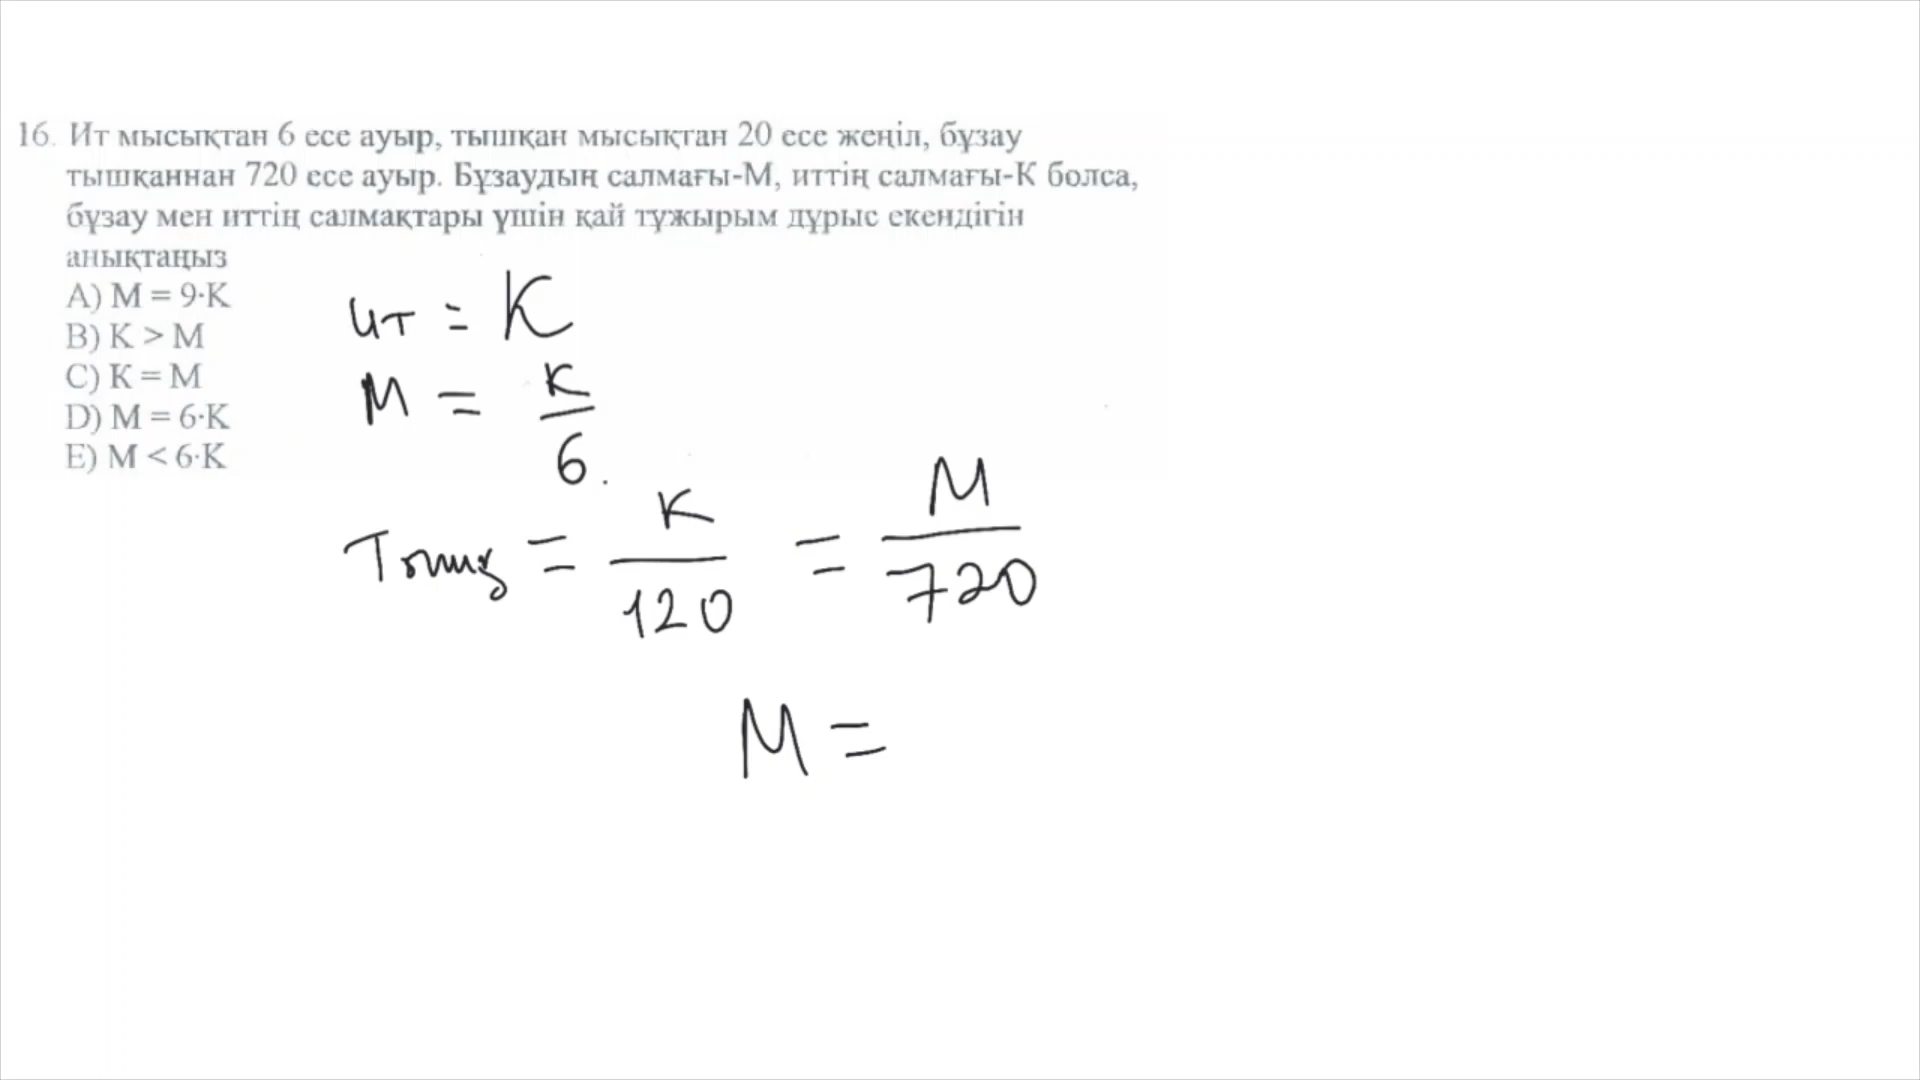 16. Ит мысықтан 6 есе ауыр, тышқан мысықтан 20 есе жеңіл, бұзау
тышқаннан 720 есе ауыр. Бұзаудың салмағы-М, иттің салмағы-К болса,
бұзау мен иттің салмақтары үшін қай тұжырым дұрыс екендігін
анықтаңыз
A) M = 9·K
B) K > M
C) K = M
D) M = 6·K
E) M < 6·K
ит = K
M = K/6.
K/120 = M/720
M =